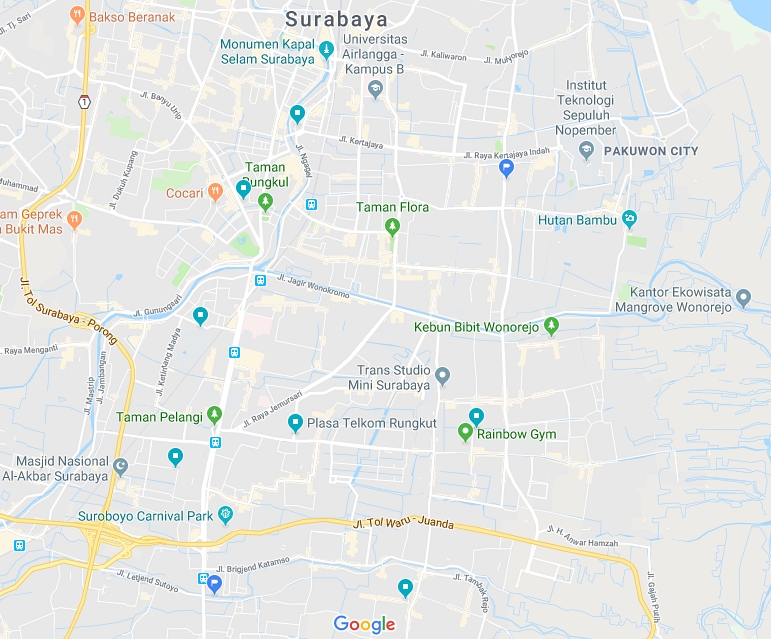 Jl. Tj. Sari
Bakso Beranak
Surabaya
Monumen Kapal
Selam Surabaya
Universitas
Airlangga -
Kampus B
Jl. Kaliwaron
Jl. Mulyorejo
1
Jl. Banyu Urip
Institut
Teknologi
Sepuluh
Nopember
PAKUWON CITY
Jl. Kertajaya
Jl. Raya Kertajaya Indah
Jl. Ngagel
Jl. Dukuh Kupang
Taman
Bungkul
Muhammad
Cocari
am Geprek
Bukit Mas
Taman Flora
Hutan Bambu
Jl. Jagir Wonokromo
Jl. Tol Surabaya - Porong
Jl. Gunungsari
Kantor Ekowisata
Mangrove Wonorejo
Kebun Bibit Wonorejo
Jl. Raya Menganti
Jl. Mastrip
Jl. Jambangan
Jl. Ketintang Madya
Trans Studio
Mini Surabaya
Jl. Raya Jemursari
Taman Pelangi
Plasa Telkom Rungkut
Rainbow Gym
Masjid Nasional
Al-Akbar Surabaya
Suroboyo Carnival Park
Jl. Tol Waru - Juanda
Jl. H. Anwar Hamzah
Jl. Brigjend Katamso
Jl. Letjend Sutoyo
Jl. Tambak Rejo
Jl. Gajah Putih
Google